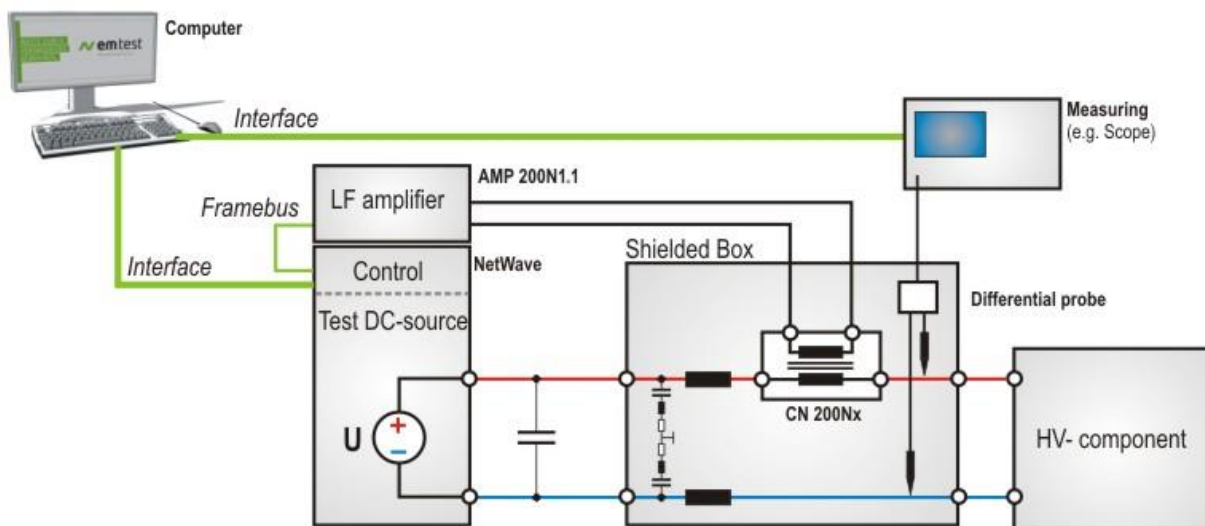 Computer
emtest
Interface
Measuring
(e.g. Scope)
AMP 200N1.1
LF amplifier
Framebus
Shielded Box
Interface
Control
NetWave
Differential probe
Test DC-source
CN 200Nx
U
+
−
HV- component